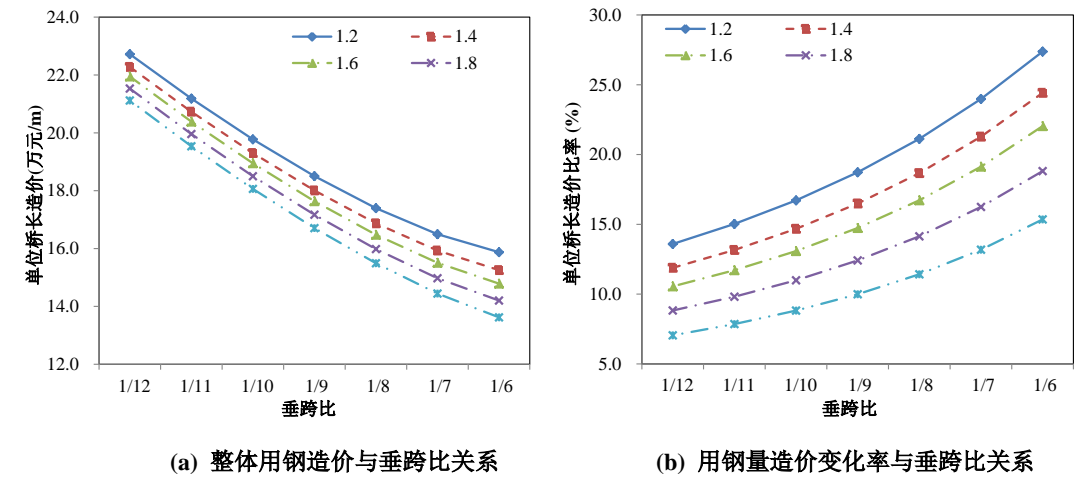 24.0
22.0
20.0
18.0
16.0
14.0
12.0
单位桥长造价(万元/m)
1.2
1.4
1.6
1.8
1/12 1/11 1/10 1/9 1/8 1/7 1/6
垂跨比
(a) 整体用钢造价与垂跨比关系
30.0
25.0
20.0
15.0
10.0
5.0
单位桥长造价比率(%)
1.2
1.4
1.6
1.8
1/12 1/11 1/10 1/9 1/8 1/7 1/6
垂跨比
(b) 用钢量造价变化率与垂跨比关系